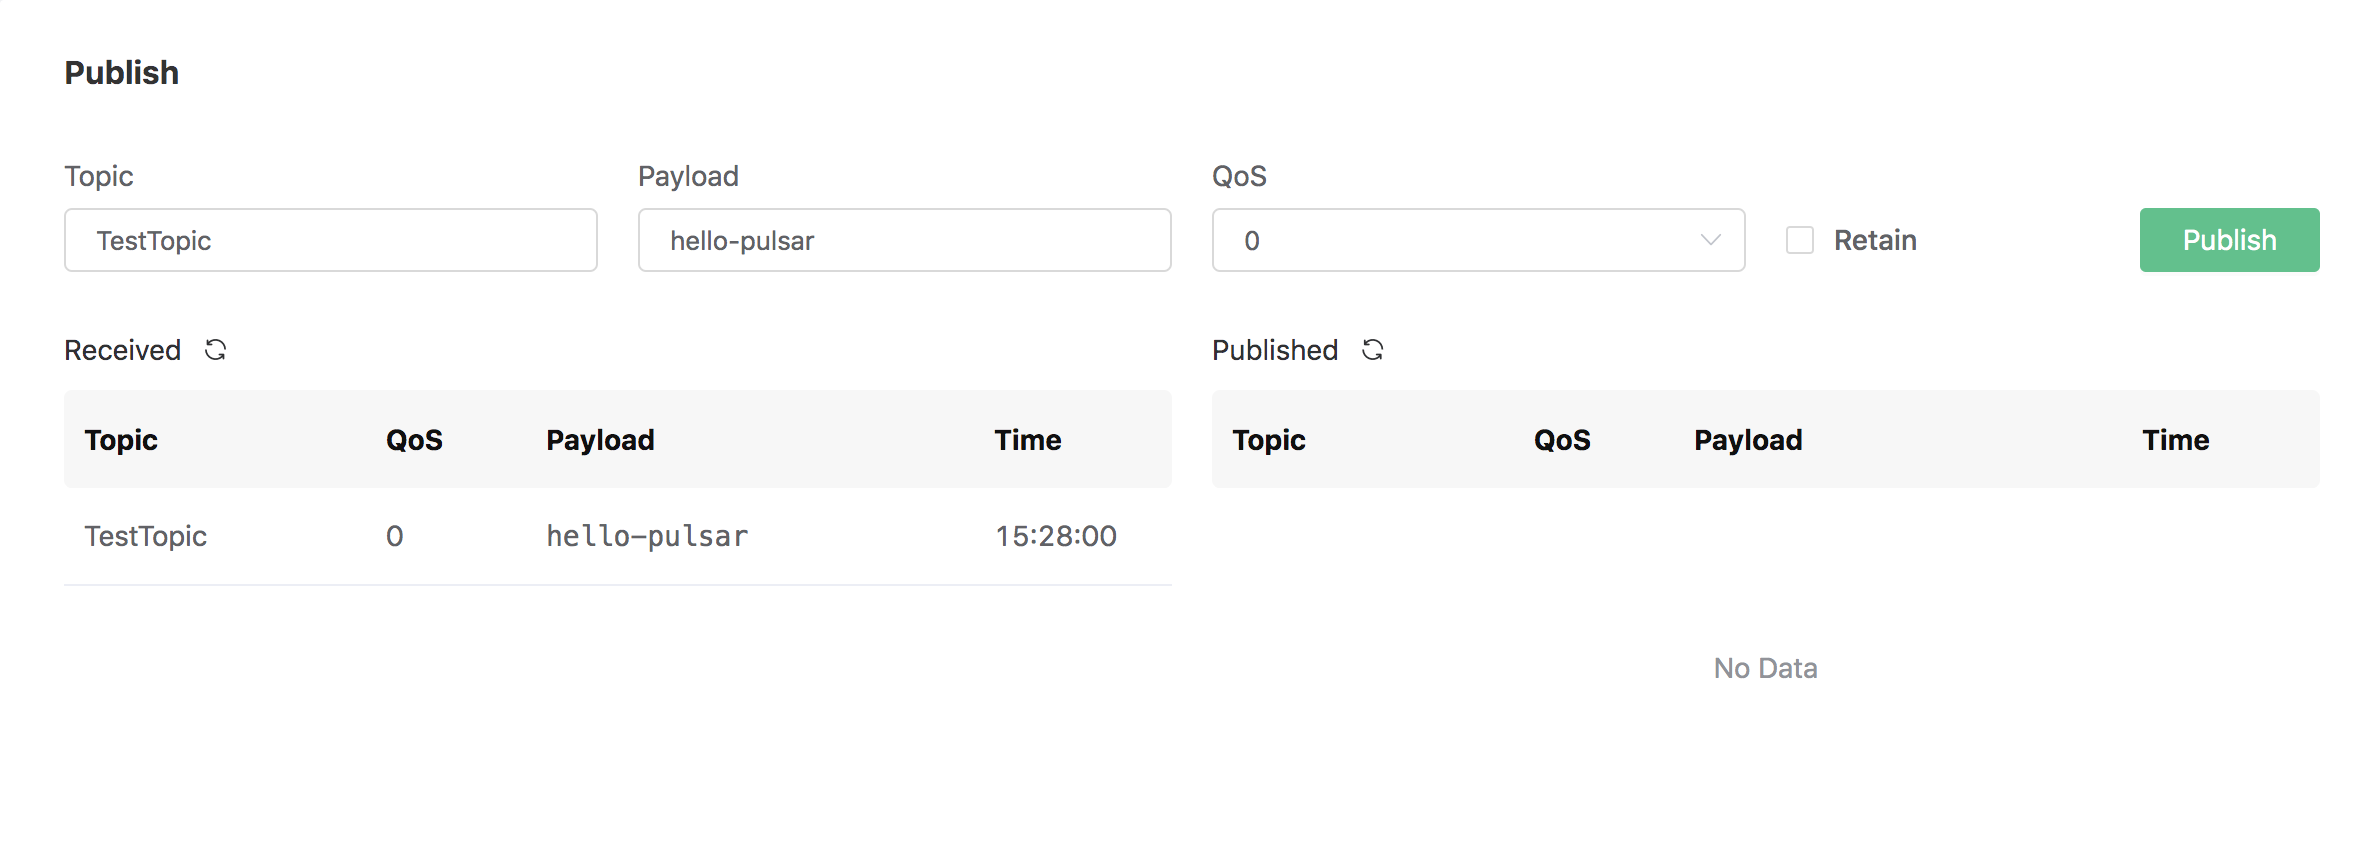 Publish
Topic Payload QoS
TestTopic hello-pulsar 0 Retain Publish
Received Published
Topic QoS Payload Time Topic QoS Payload Time
TestTopic 0 hello-pulsar 15:28:00
No Data